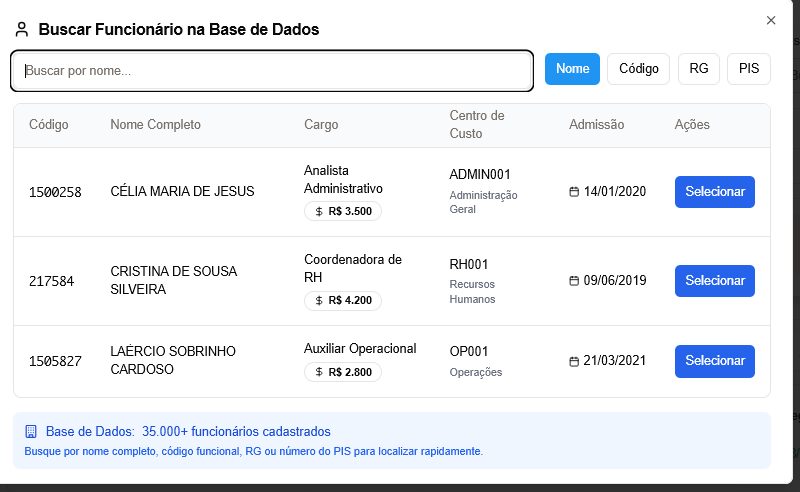 Buscar Funcionário na Base de Dados
Buscar por nome...
Nome
Código
RG
PIS
Código
Nome Completo
Cargo
Centro de
Custo
Admissão
Ações
1500258
CÉLIA MARIA DE JESUS
Analista
Administrativo
R$ 3.500
ADMIN001
Administração
Geral
14/01/2020
Selecionar
217584
CRISTINA DE SOUSA
SILVEIRA
Coordenadora de
RH
R$ 4.200
RH001
Recursos
Humanos
09/06/2019
Selecionar
1505827
LAÉRCIO SOBRINHO
CARDOSO
Auxiliar Operacional
R$ 2.800
OP001
Operações
21/03/2021
Selecionar
Base de Dados: 35.000+ funcionários cadastrados
Busque por nome completo, código funcional, RG ou número do PIS para localizar rapidamente.